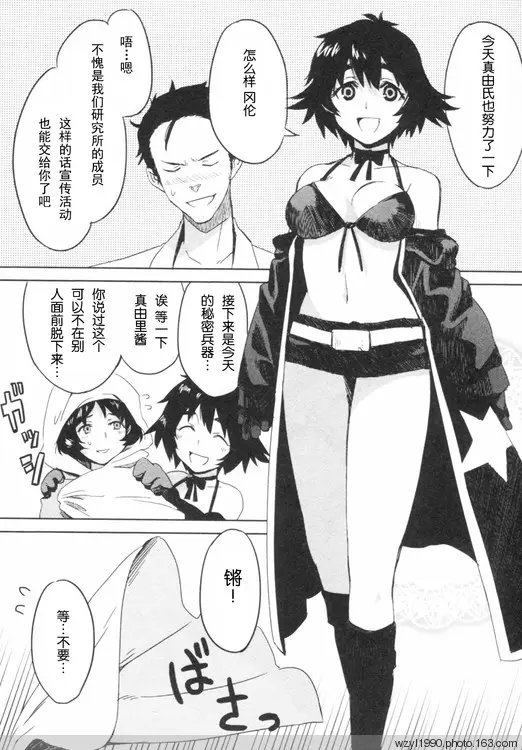 今天真由氏也努力了一下
怎么样冈伦
唔…嗯
不愧是我们研究所的成员
这样的话宣传活动
也能交给你了吧
接下来是今天
的秘密兵器…
诶 等一下
真由里酱
你说过这个
可以不在别
人面前脱下来…
ガッシ
锵！
等…不要…
ばさっ
wzyl1990/photo.163.com